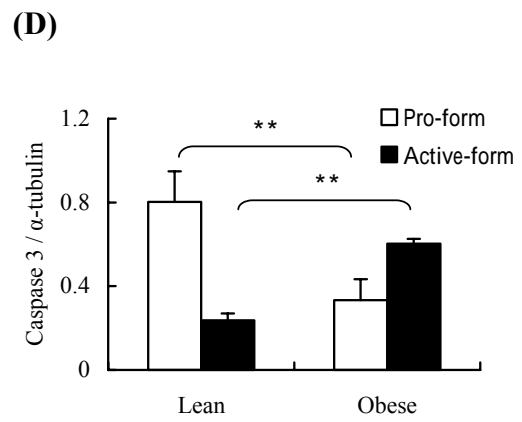 (D)
Caspase 3 / α-tubulin
1.2
0.8
0.4
0
Pro-form
Active-form
**
**
Lean Obese